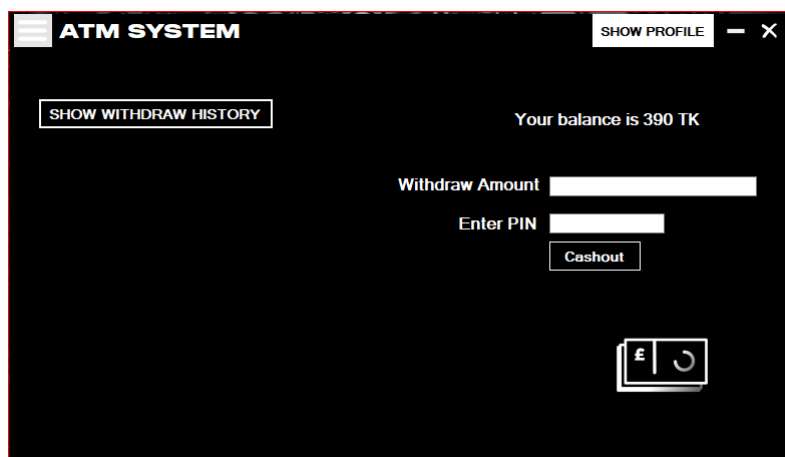 ATM SYSTEM
SHOW PROFILE
SHOW WITHDRAW HISTORY
Your balance is 390 TK
Withdraw Amount
Enter PIN
Cashout
£